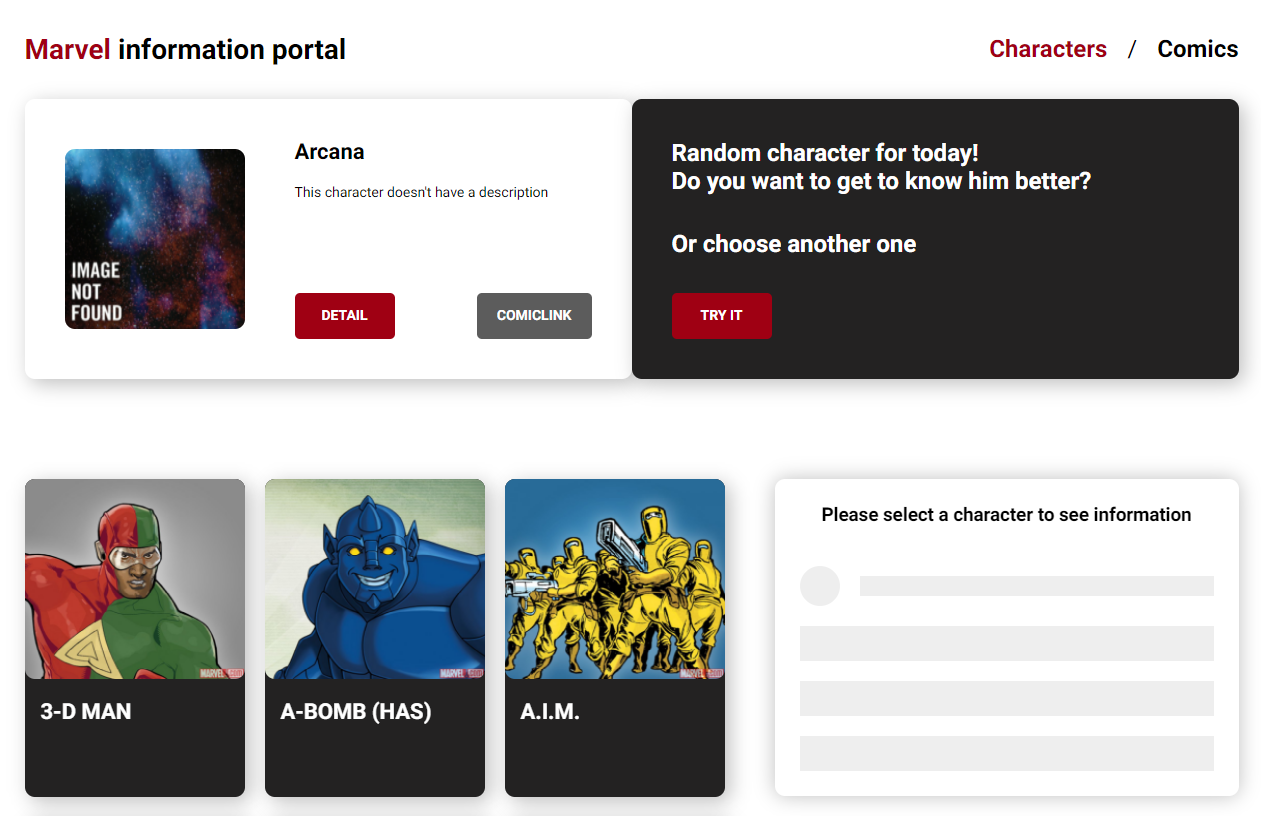 Marvel information portal
Characters / Comics
IMAGE
NOT
FOUND
Arcana
This character doesn't have a description
DETAIL
COMICLINK
Random character for today!
Do you want to get to know him better?
Or choose another one
TRY IT
3-D MAN
A-BOMB (HAS)
A.I.M.
Please select a character to see information